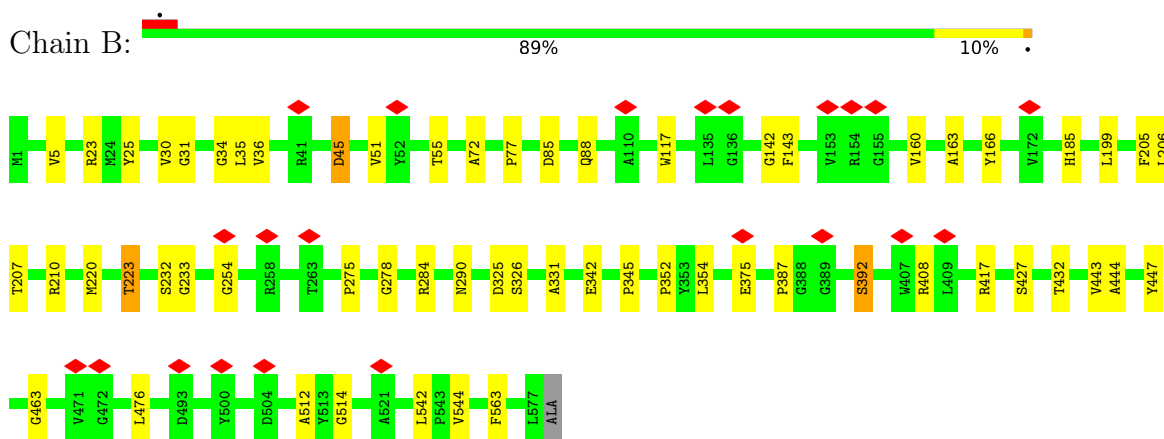 Chain B:
89% 10%
M1 V5 R23 M24 Y25 V30 G31 G34 L35 V36 R41 D45 V51 Y52 T55 A72 P77 D85 Q88 A110 W117 L135 G136 G142 F143 V153 R154 G155 V160 A163 Y166 V172 H185 L199 F205 L206
T207 R210 M220 T223 S232 G233 G254 R258 T263 P275 G278 R284 N290 D325 S326 A331 E342 P345 P352 Y353 L354 E375 P387 G388 G389 S392 W407 R408 L409 R417 S427 T432 V443 A444 Y447
G463 V471 G472 L476 D493 Y500 D504 A512 Y513 G514 A521 L542 P543 V544 F563 L577 ALA